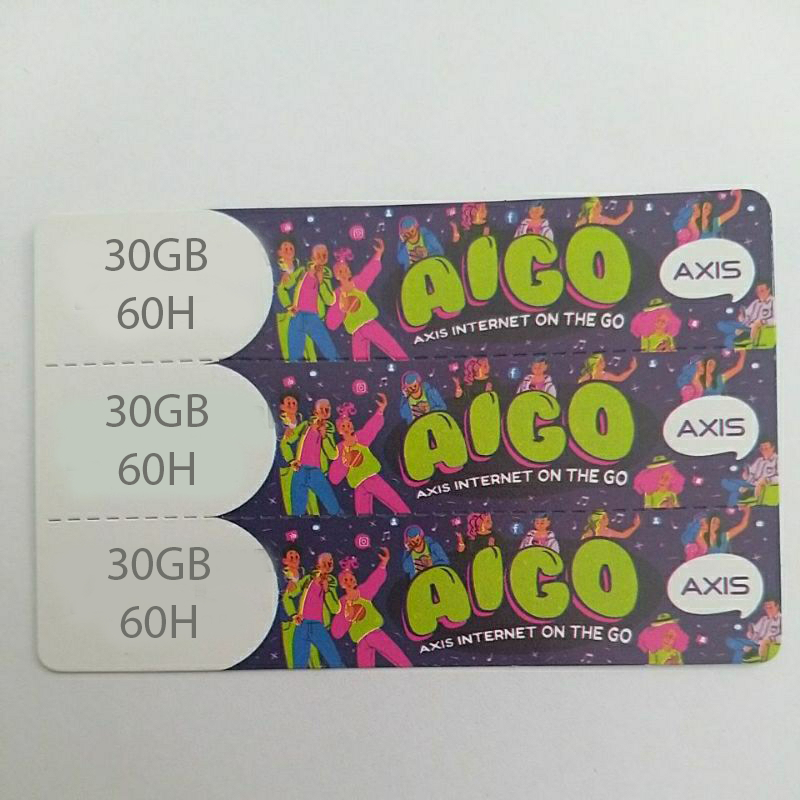 30GB
60H
AIGO
AXIS INTERNET ON THE GO
AXIS
30GB
60H
AIGO
AXIS INTERNET ON THE GO
AXIS
30GB
60H
AIGO
AXIS INTERNET ON THE GO
AXIS